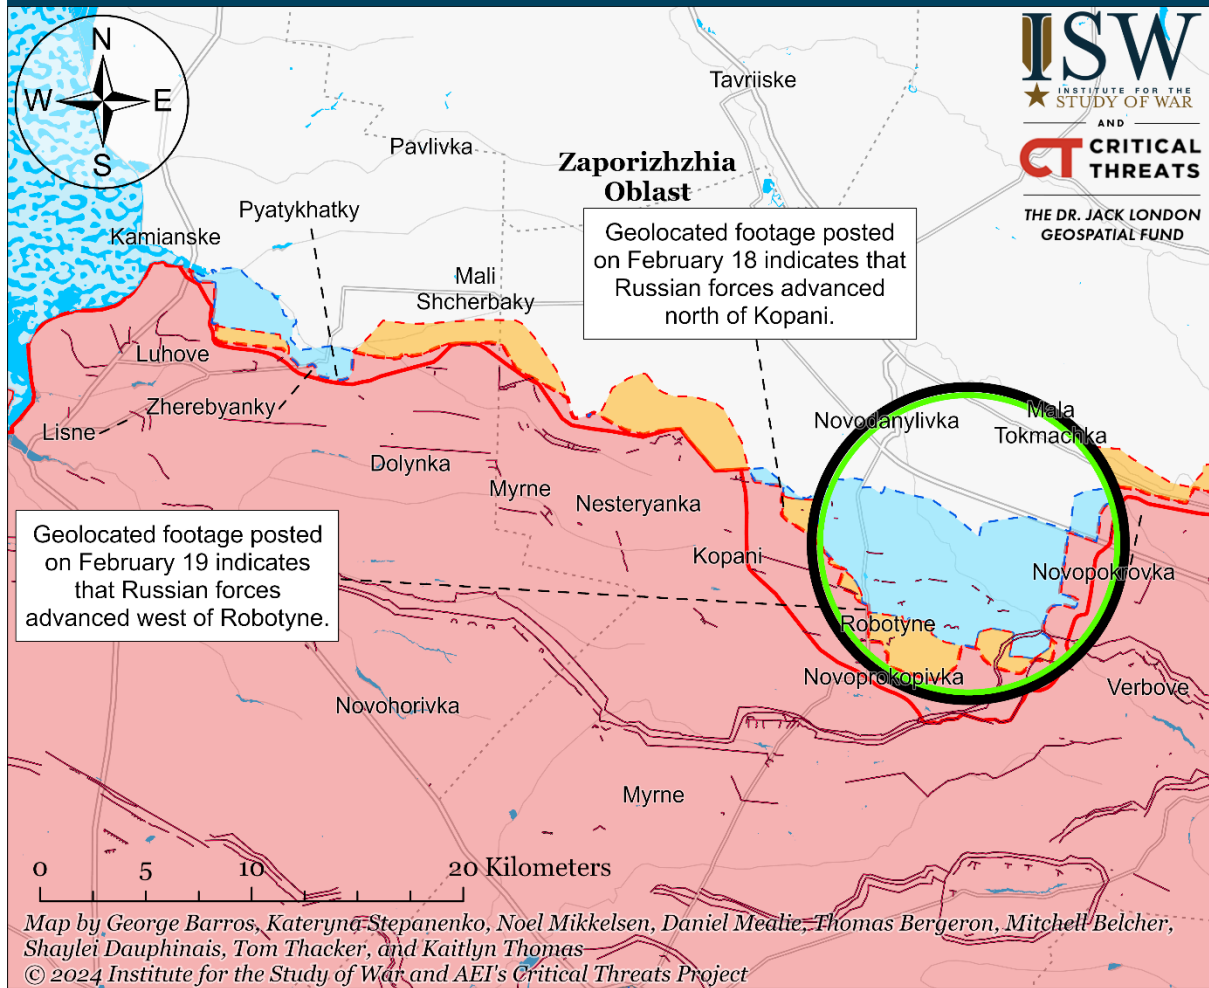 N
W
E
S
ISW
INSTITUTE FOR THE
STUDY OF WAR
AND
CT CRITICAL
THREATS
THE DR. JACK LONDON
GEOSPATIAL FUND
Tavriiske
Pavlivka
Zaporizhzhia
Oblast
Pyatykhatky
Kamianske
Geolocated footage posted
on February 18 indicates that
Russian forces advanced
north of Kopani.
Mali
Shcherbaky
Luhove
Zherebyanky
Lisne
Novodanylivka
Mala
Tokmachka
Dolynka
Myrne
Nesteryanka
Kopani
Geolocated footage posted
on February 19 indicates
that Russian forces
advanced west of Robotyne.
Novopokrovka
Robotyne
Novoprokopivka
Verbove
Novohorivka
Myrne
0 5 10 20 Kilometers
Map by George Barros, Kateryna Stepanenko, Noel Mikkelsen, Daniel Mealie, Thomas Bergeron, Mitchell Belcher,
Shaylei Dauphinais, Tom Thacker, and Kaitlyn Thomas
© 2024 Institute for the Study of War and AEI's Critical Threats Project